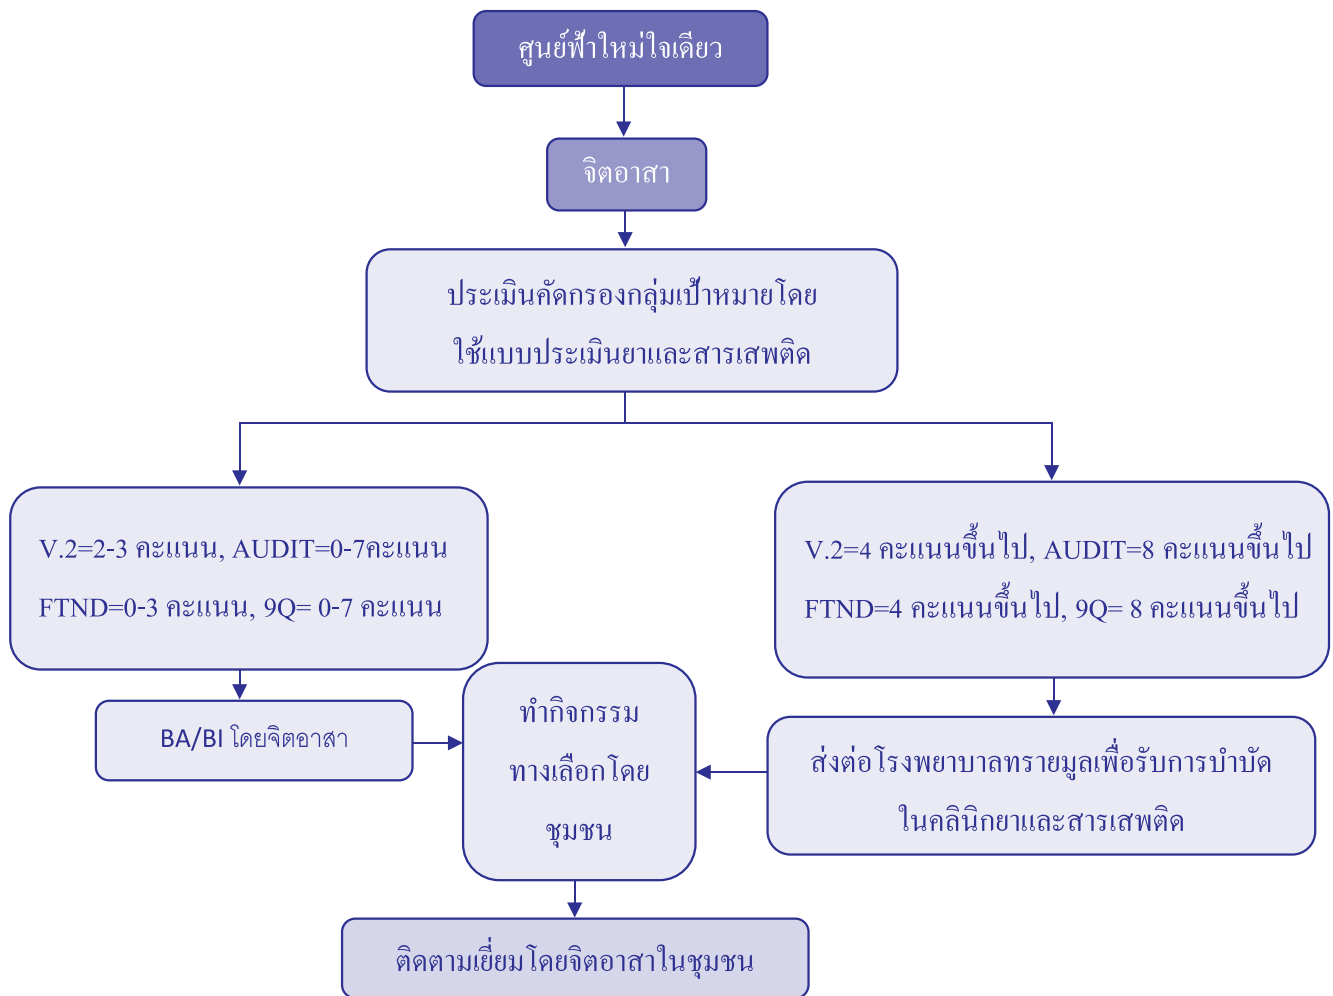 ศูนย์ฟ้าใหม่ใจเดียว
จิตอาสา
ประเมินคัดกรองกลุ่มเป้าหมายโดย
ใช้แบบประเมินยาและสารเสพติด
V.2=2-3 คะแนน, AUDIT=0-7คะแนน
FTND=0-3 คะแนน, 9Q= 0-7 คะแนน
V.2=4 คะแนนขึ้นไป, AUDIT=8 คะแนนขึ้นไป
FTND=4 คะแนนขึ้นไป, 9Q= 8 คะแนนขึ้นไป
BA/BI โดยจิตอาสา
ทำกิจกรรม
ทางเลือกโดย
ชุมชน
ส่งต่อโรงพยาบาลทรายมูลเพื่อรับการบำบัด
ในคลินิกยาและสารเสพติด
ติดตามเยี่ยมโดยจิตอาสาในชุมชน